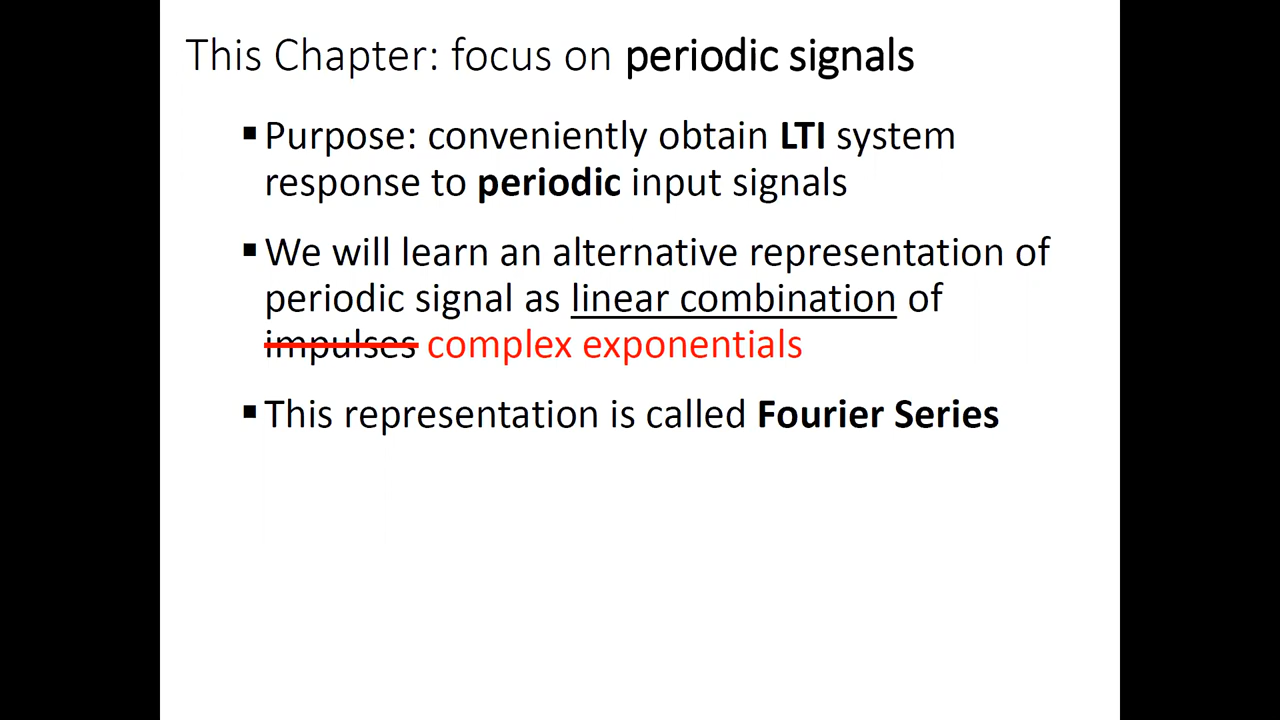 This Chapter: focus on periodic signals
▪ Purpose: conveniently obtain LTI system
response to periodic input signals
▪ We will learn an alternative representation of
periodic signal as linear combination of
impulses complex exponentials
▪ This representation is called Fourier Series